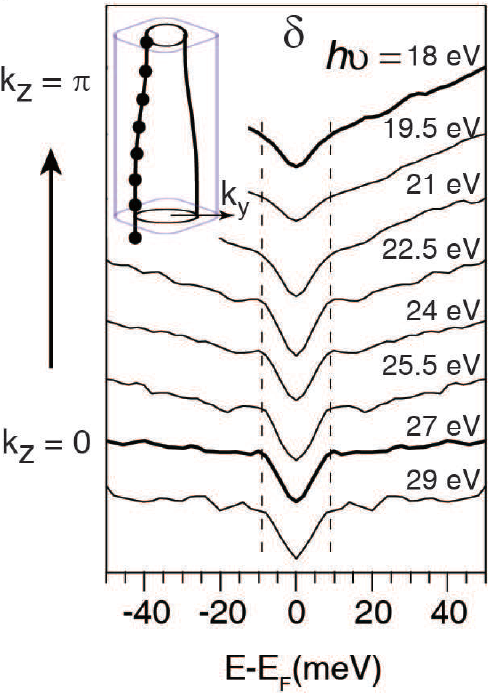 δ
hυ = 18 eV
k_z = π
19.5 eV
21 eV
k_y
22.5 eV
24 eV
25.5 eV
27 eV
k_z = 0
29 eV
-40 -20 0 20 40
E-E_F(meV)